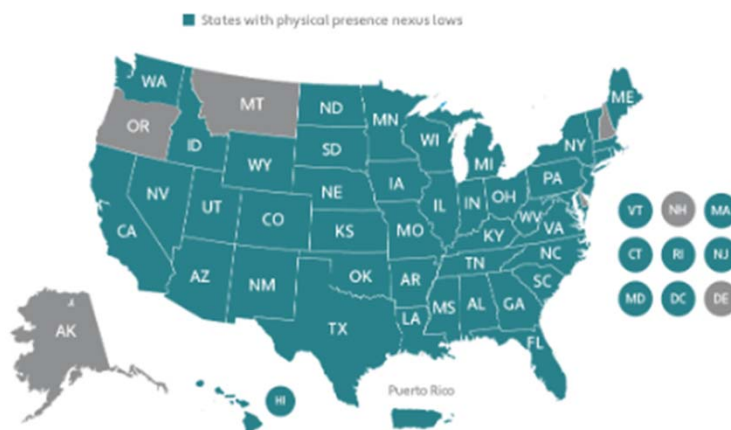 States with physical presence nexus lows
WA
MT
ND
MN
ME
OR
ID
SD
WI
NY
WY
MI
IA
PA
NV
NE
OH
VT
NH
MA
UT
IL
IN
WV
CA
CO
KS
MO
KY
VA
CT
RI
NJ
TN
NC
AZ
NM
OK
AR
SC
MD
DC
DE
MS
AL
GA
LA
AK
TX
FL
Puerto Rico
HI